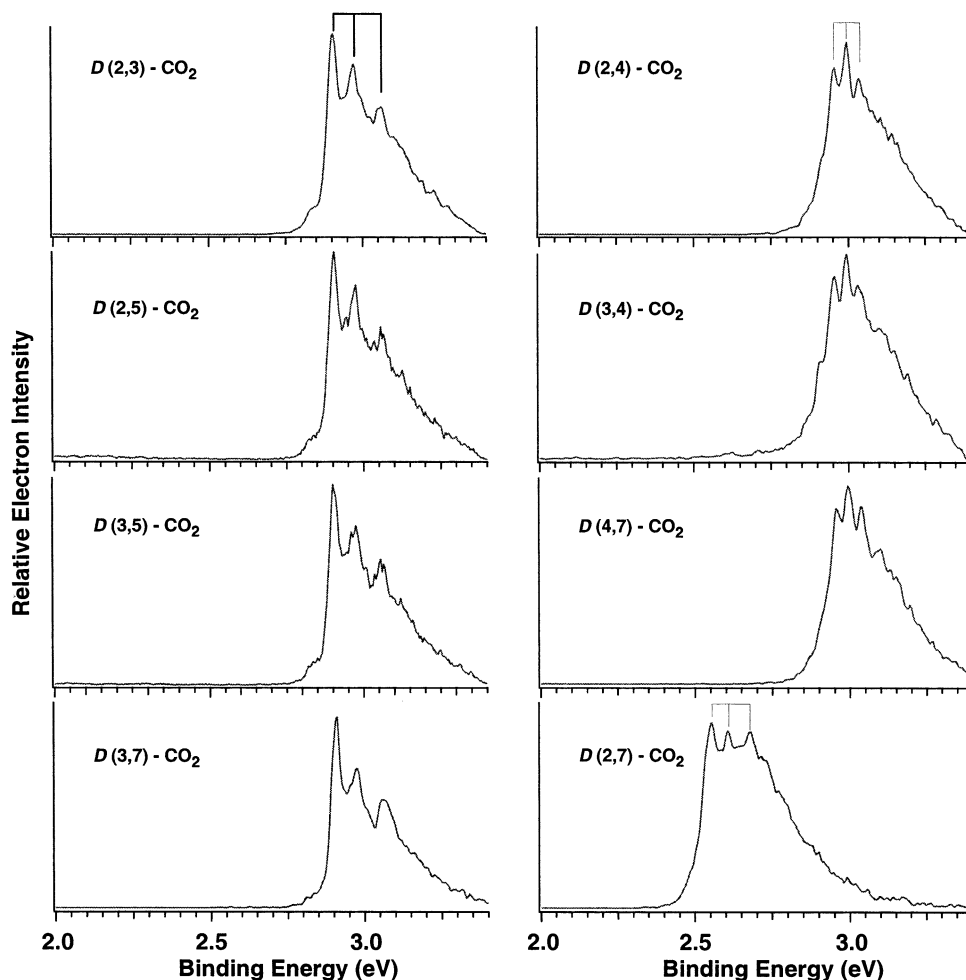 D (2,3) - CO2
D (2,4) - CO2
D (2,5) - CO2
D (3,4) - CO2
D (3,5) - CO2
D (4,7) - CO2
D (3,7) - CO2
D (2,7) - CO2
Relative Electron Intensity
2.0 2.5 3.0
2.0 2.5 3.0
Binding Energy (eV)
Binding Energy (eV)